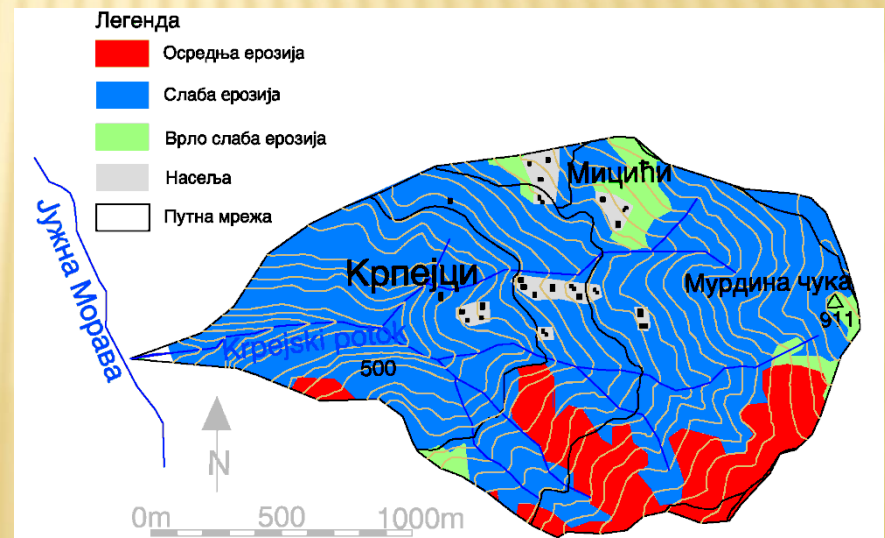 Легенда
Осредња ерозија
Слаба ерозија
Врло слаба ерозија
Насеља
Путна мрежа
Јужна Морава
Мицићи
Крпејци
Мурдина чука
911
Krpejski potok
500
N
0m 500 1000m